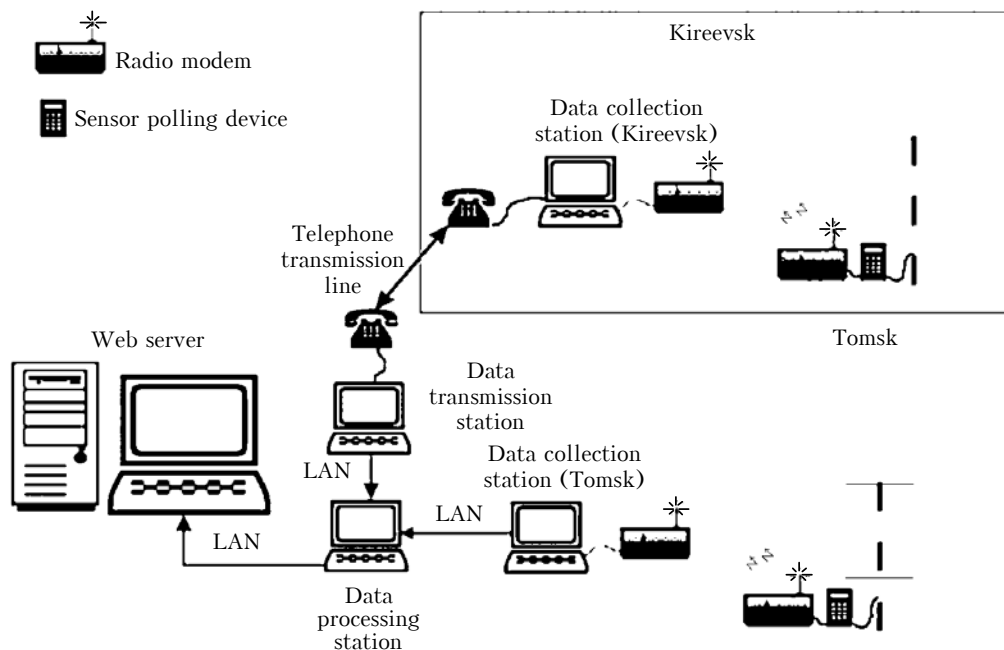 Radio modem
Sensor polling device
Kireevsk
Data collection
station (Kireevsk)
Telephone
transmission
line
Tomsk
Web server
Data
transmission
station
LAN
Data collection
station (Tomsk)
LAN
LAN
Data
processing
station